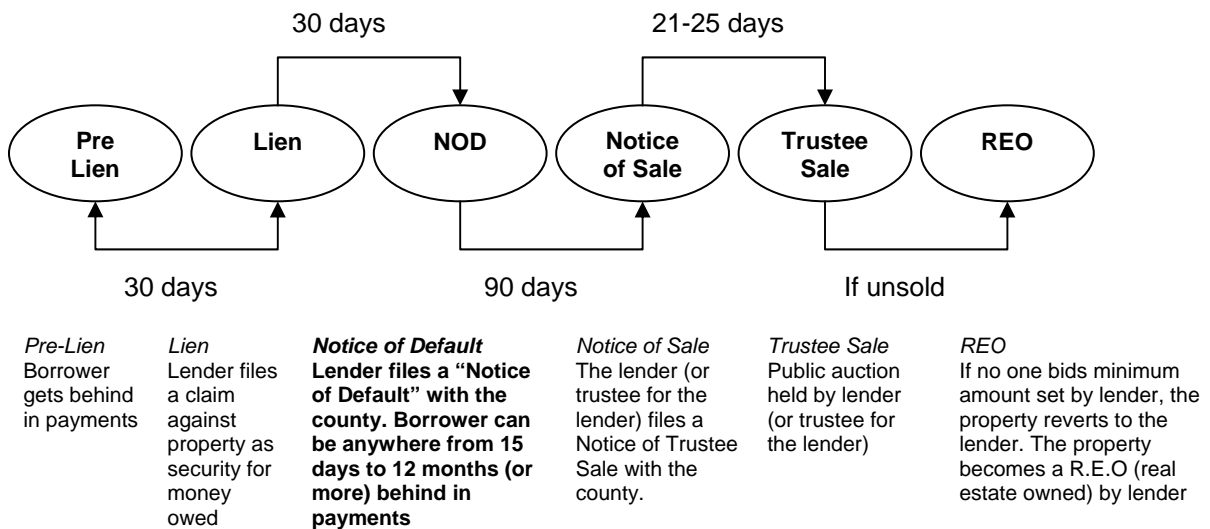 30 days
21-25 days
Pre
Lien
Lien
NOD
Notice
of Sale
Trustee
Sale
REO
30 days
90 days
If unsold
Pre-Lien
Borrower
gets behind
in payments
Lien
Lender files
a claim
against
property as
security for
money
owed
Notice of Default
Lender files a “Notice
of Default” with the
county. Borrower can
be anywhere from 15
days to 12 months (or
more) behind in
payments
Notice of Sale
The lender (or
trustee for the
lender) files a
Notice of Trustee
Sale with the
county.
Trustee Sale
Public auction
held by lender
(or trustee for
the lender)
REO
If no one bids minimum
amount set by lender, the
property reverts to the
lender. The property
becomes a R.E.O (real
estate owned) by lender